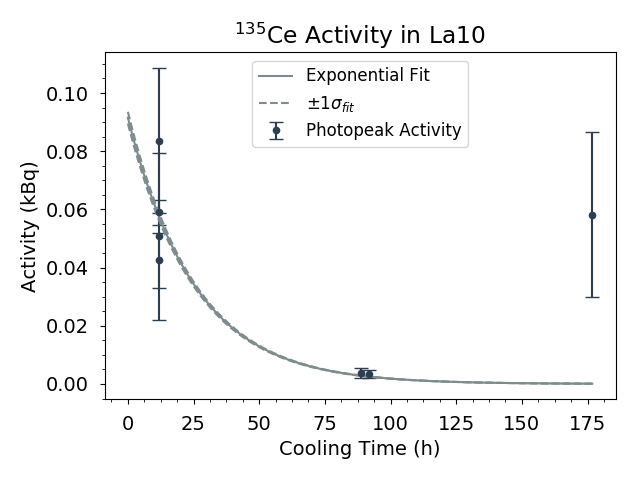 ¹³⁵Ce Activity in La10
Exponential Fit
±1σ_fit
Photopeak Activity
Activity (kBq)
0.10
0.08
0.06
0.04
0.02
0.00
0 25 50 75 100 125 150 175
Cooling Time (h)